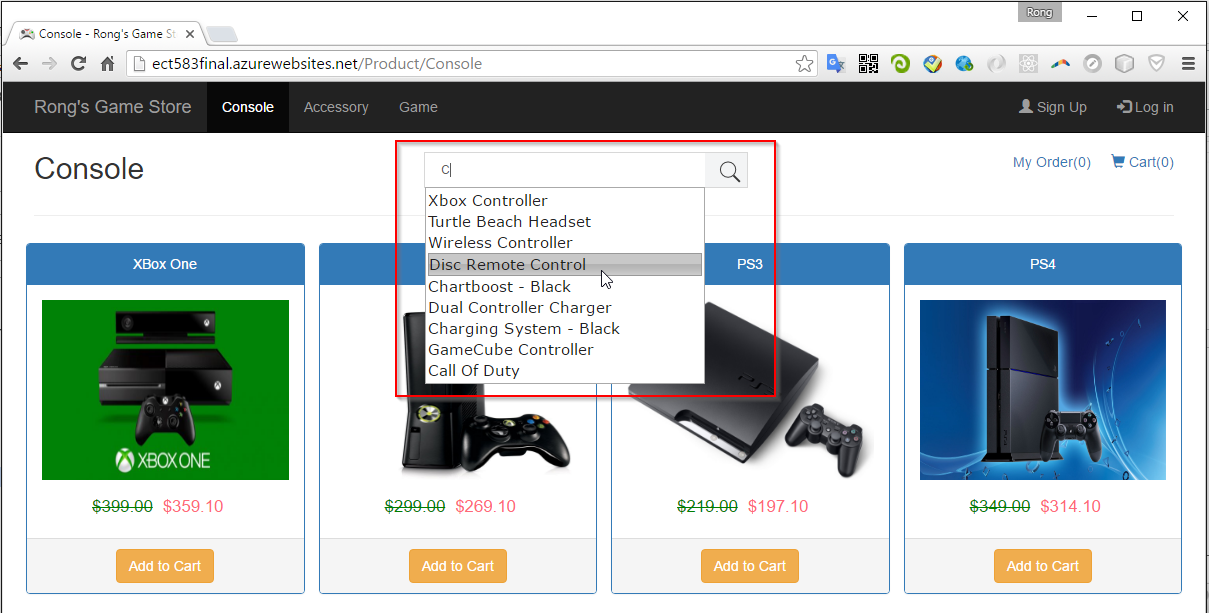 Rong
Console - Rong's Game St
ect583final.azurewebsites.net/Product/Console
Rong's Game Store Console Accessory Game Sign Up Log in
Console
C
My Order(0) Cart(0)
Xbox Controller
Turtle Beach Headset
Wireless Controller
Disc Remote Control
Chartboost - Black
Dual Controller Charger
Charging System - Black
GameCube Controller
Call Of Duty
XBox One PS3 PS4
XBOX ONE
$399.00 $359.10 $299.00 $269.10 $219.00 $197.10 $349.00 $314.10
Add to Cart Add to Cart Add to Cart Add to Cart